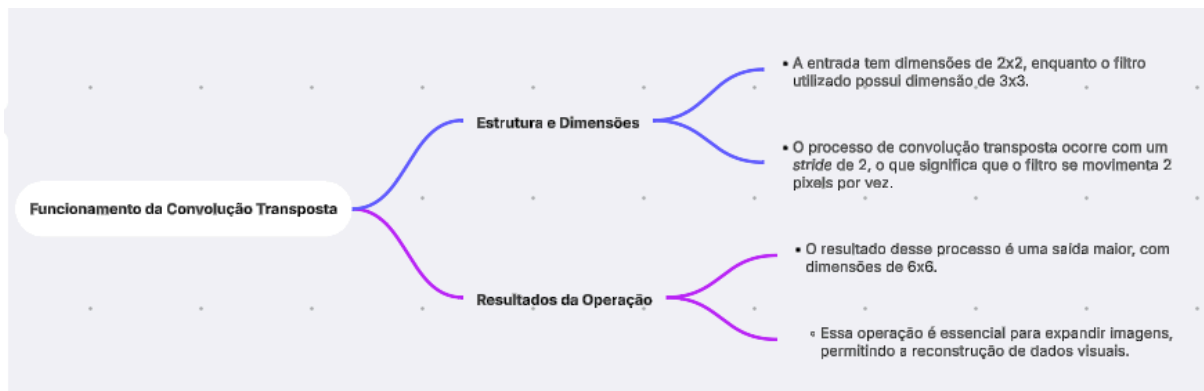 Funcionamento da Convolução Transposta
Estrutura e Dimensões
• A entrada tem dimensões de 2x2, enquanto o filtro
utilizado possui dimensão de 3x3.
• O processo de convolução transposta ocorre com um
stride de 2, o que significa que o filtro se movimenta 2
pixels por vez.
Resultados da Operação
• O resultado desse processo é uma saída maior, com
dimensões de 6x6.
◦ Essa operação é essencial para expandir imagens,
permitindo a reconstrução de dados visuais.